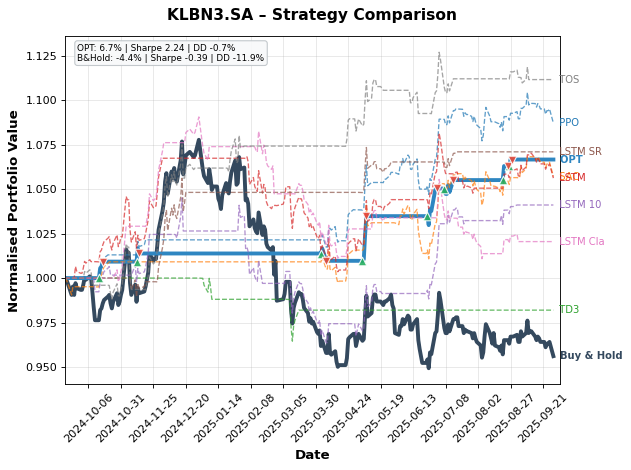 KLBN3.SA – Strategy Comparison
OPT: 6.7% | Sharpe 2.24 | DD -0.7%
B&Hold: -4.4% | Sharpe -0.39 | DD -11.9%
Normalised Portfolio Value
1.125
1.100
1.075
1.050
1.025
1.000
0.975
0.950
TOS
PPO
LSTM SR
OPT
LSTM
LSTM 10
LSTM Cla
TD3
Buy & Hold
2024-10-06
2024-10-31
2024-11-25
2024-12-20
2025-01-14
2025-02-08
2025-03-05
2025-03-30
2025-04-24
2025-05-19
2025-06-13
2025-07-08
2025-08-02
2025-08-27
2025-09-21
Date